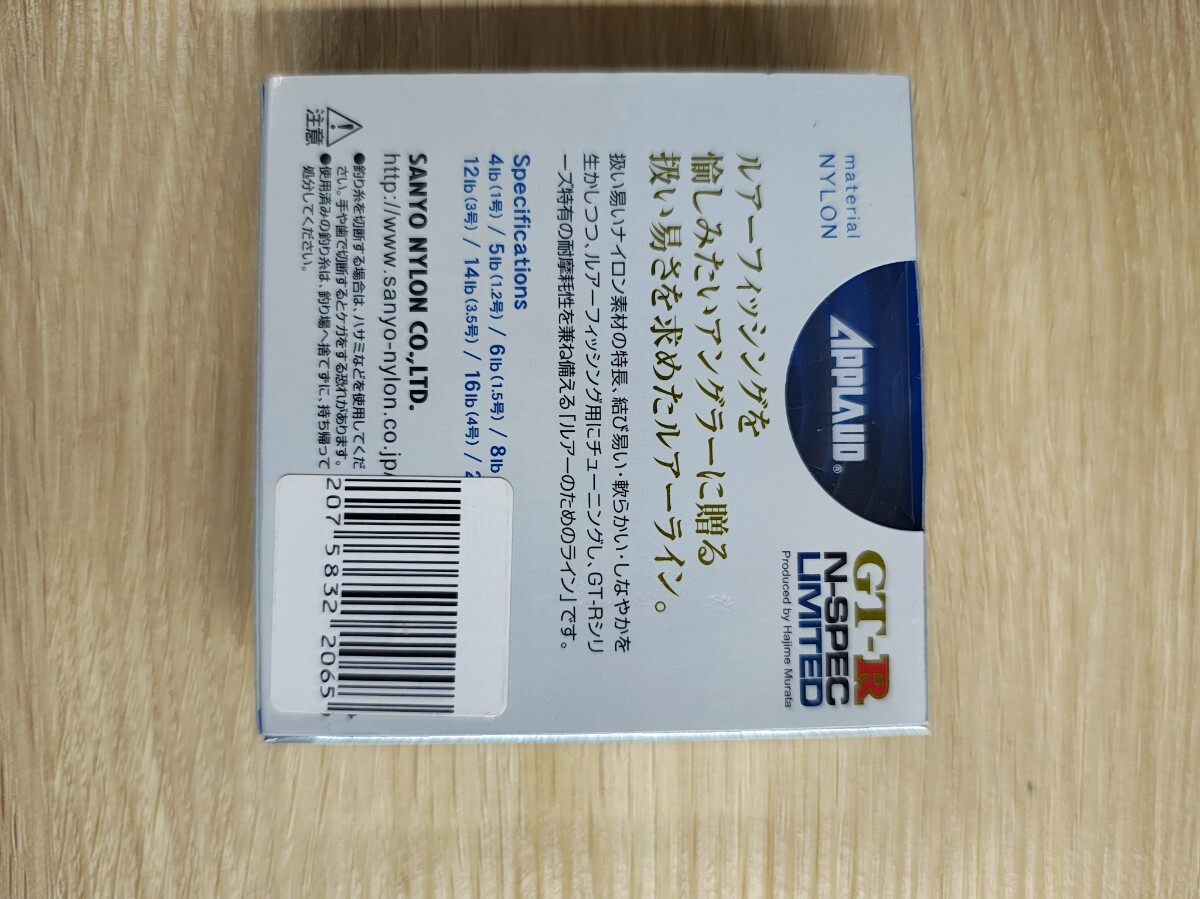 material
NYLON
APPLAUD®
GT-R
N-SPEC
LIMITED
Produced by Hajime Murata
ルアーフィッシングを
愉しみたいアングラーに贈る
扱い易さを求めたルアーライン。
扱い易いナイロン素材の特長、結び易い・軟らかい・しなやかを
生かしつつ、ルアーフィッシング用にチューニングし、GT-Rシリ
ーズ特有の耐摩耗性を兼ね備える「ルアーのためのライン」です。
Specifications
4lb(1号) / 5lb(1.2号) / 6lb(1.5号) / 8lb
12lb(3号) / 14lb(3.5号) / 16lb(4号) / 2
SANYO NYLON CO.,LTD.
http://www.sanyo-nylon.co.jp/
注意
●釣り糸を切断する場合は、ハサミなどを使用してくだ
さい。手や歯で切断するとケガをする恐れがあります。
●使用済みの釣り糸は、釣り場へ捨てずに、持ち帰って
処分してください。
207 5832 2065